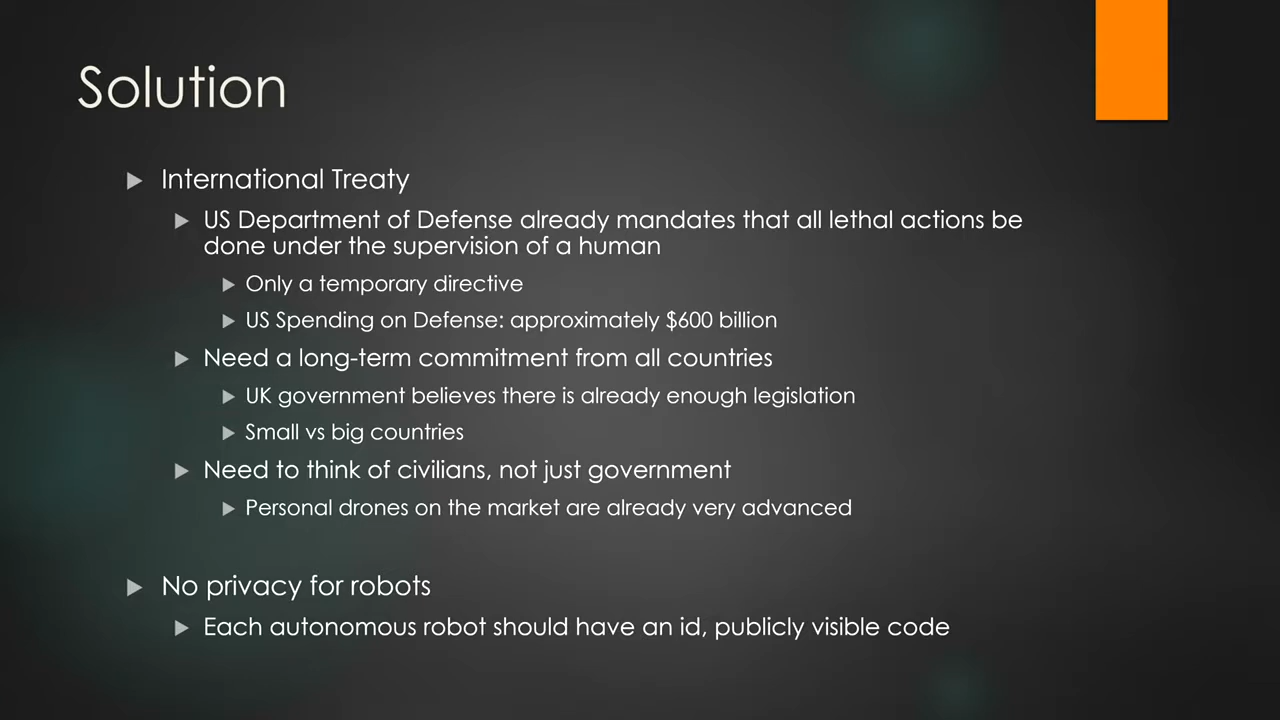 Solution
International Treaty
US Department of Defense already mandates that all lethal actions be
done under the supervision of a human
Only a temporary directive
US Spending on Defense: approximately $600 billion
Need a long-term commitment from all countries
UK government believes there is already enough legislation
Small vs big countries
Need to think of civilians, not just government
Personal drones on the market are already very advanced
No privacy for robots
Each autonomous robot should have an id, publicly visible code